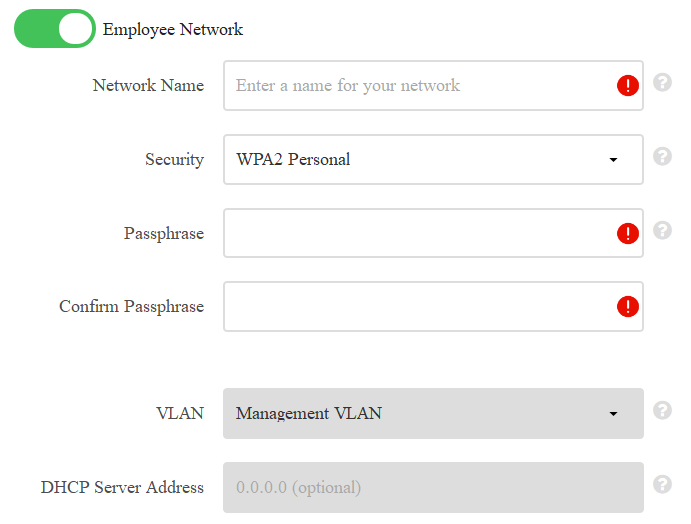 Employee Network
Network Name Enter a name for your network
Security WPA2 Personal
Passphrase
Confirm Passphrase
VLAN Management VLAN
DHCP Server Address 0.0.0.0 (optional)